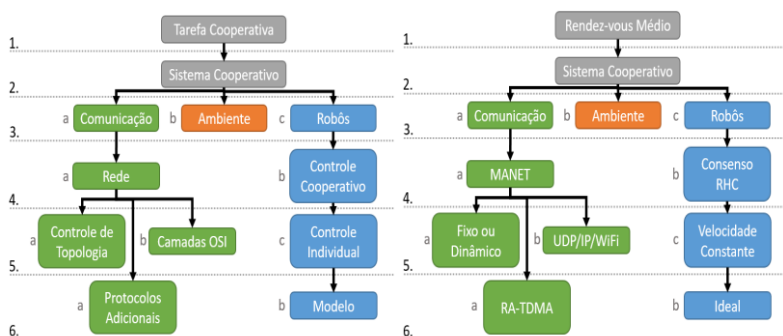 1.
Tarefa Cooperativa
2.
Sistema Cooperativo
a Comunicação
b Ambiente
c Robôs
3.
a Rede
b Controle
Cooperativo
4.
a Controle de
Topologia
b Camadas OSI
c Controle
Individual
5.
a Protocolos
Adicionais
b Modelo
6.
1.
Rendez-vous Médio
2.
Sistema Cooperativo
a Comunicação
b Ambiente
c Robôs
3.
a MANET
b Consenso
RHC
4.
a Fixo ou
Dinâmico
b UDP/IP/WiFi
c Velocidade
Constante
5.
a RA-TDMA
b Ideal
6.